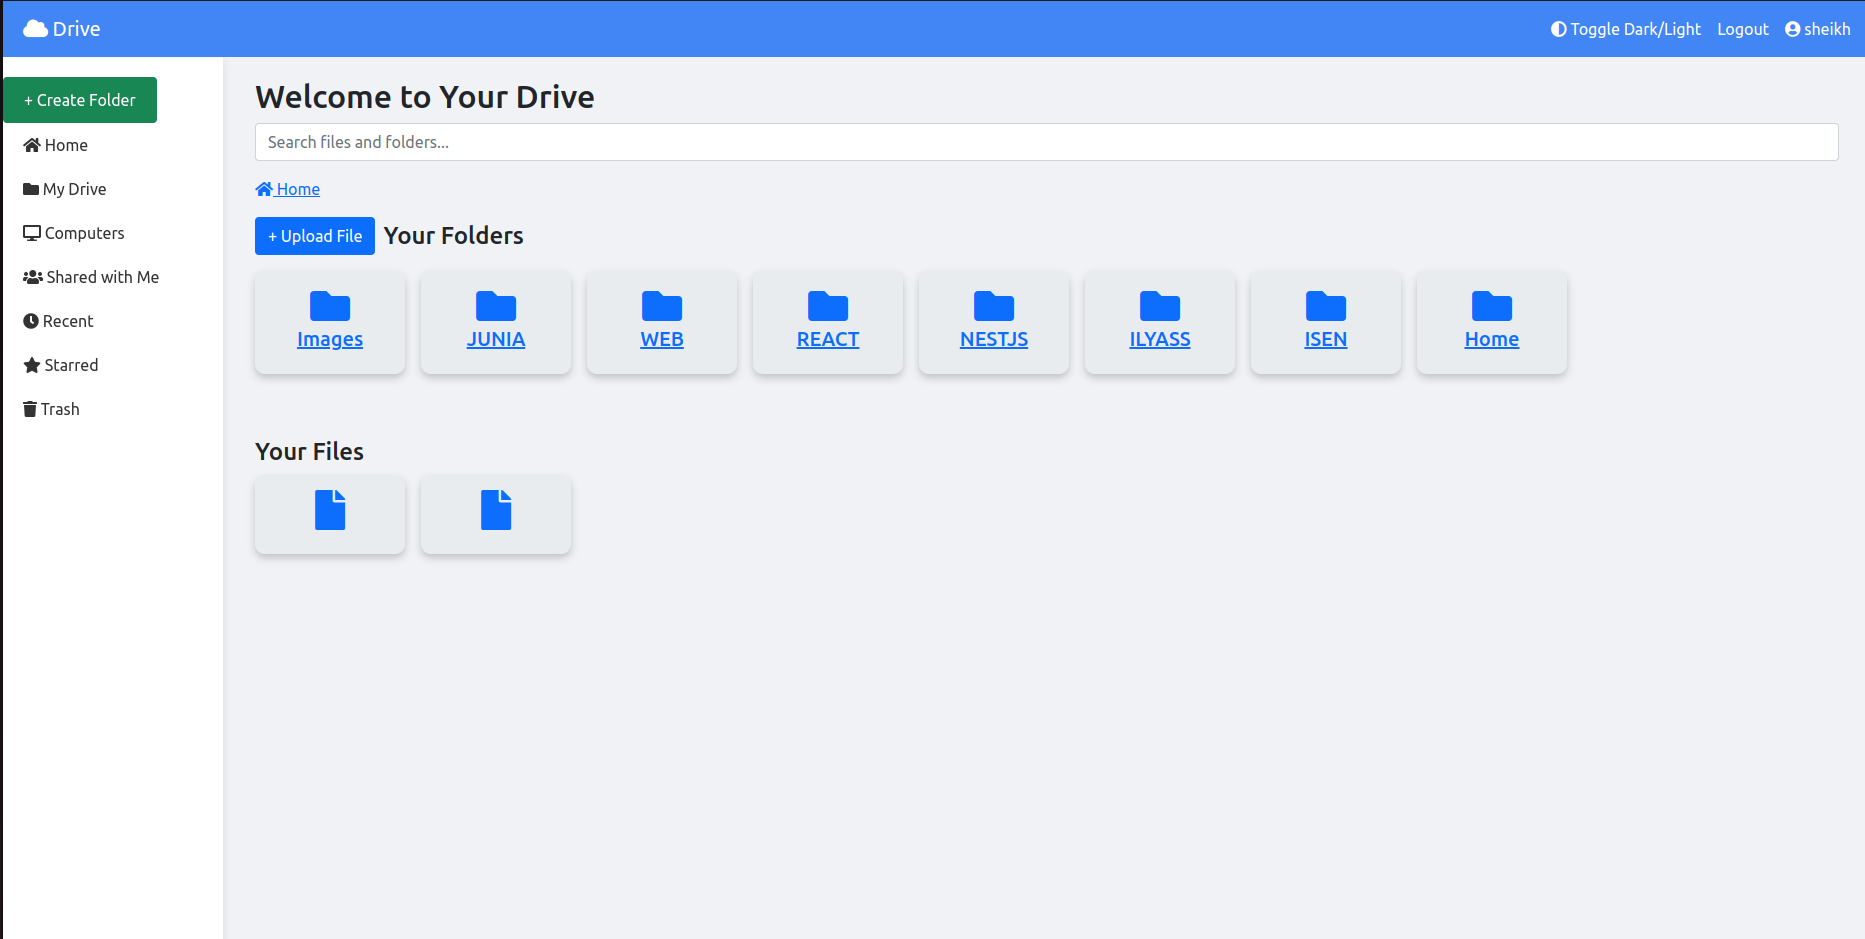 Drive
Toggle Dark/Light Logout sheikh
+ Create Folder
Home
My Drive
Computers
Shared with Me
Recent
Starred
Trash
Welcome to Your Drive
Search files and folders...
Home
+ Upload File Your Folders
Images JUNIA WEB REACT NESTJS ILYASS ISEN Home
Your Files